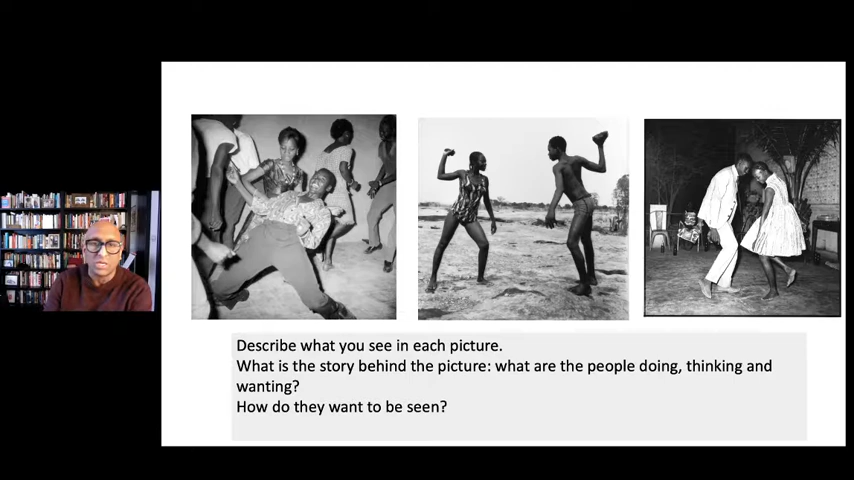 Describe what you see in each picture.
What is the story behind the picture: what are the people doing, thinking and
wanting?
How do they want to be seen?